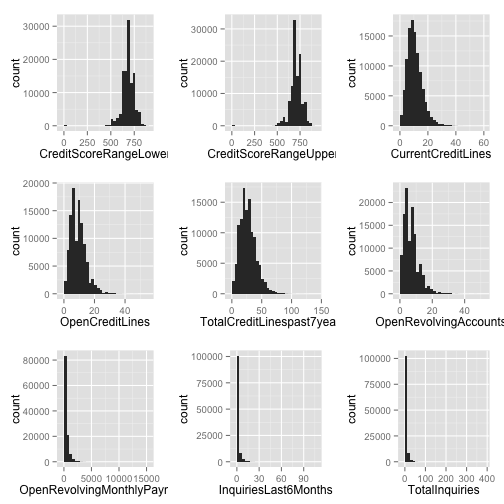 count
30000
20000
10000
0
0 250 500 750
CreditScoreRangeLower
count
30000
20000
10000
0
0 250 500 750
CreditScoreRangeUpper
count
15000
10000
5000
0
0 20 40 60
CurrentCreditLines
count
20000
15000
10000
5000
0
0 20 40
OpenCreditLines
count
15000
10000
5000
0
0 50 100 150
TotalCreditLinespast7yea
count
20000
15000
10000
5000
0
0 20 40
OpenRevolvingAccounts
count
80000
60000
40000
20000
0
0 5000 10000 15000
OpenRevolvingMonthlyPayn
count
100000
75000
50000
25000
0
0 30 60 90
InquiriesLast6Months
count
100000
75000
50000
25000
0
0 100 200 300 400
TotalInquiries